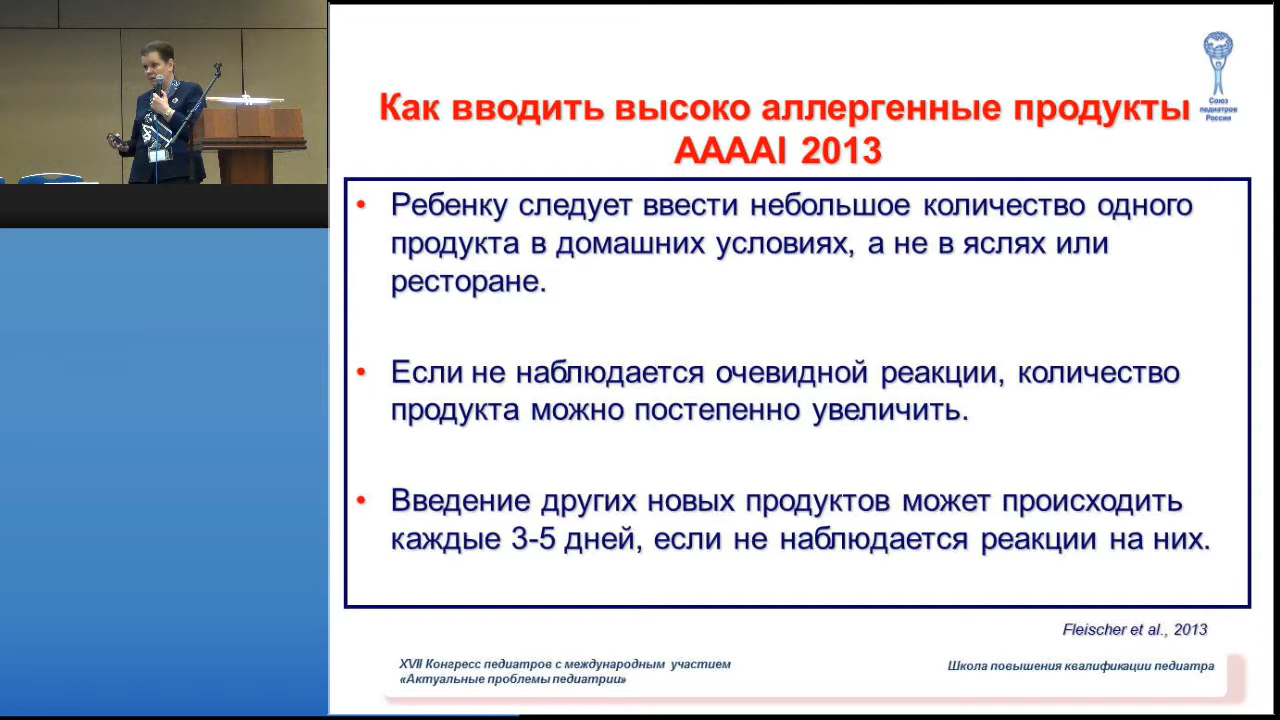 Союз
педиатров
России
Как вводить высоко аллергенные продукты
AAAAI 2013
• Ребенку следует ввести небольшое количество одного
продукта в домашних условиях, а не в яслях или
ресторане.
• Если не наблюдается очевидной реакции, количество
продукта можно постепенно увеличить.
• Введение других новых продуктов может происходить
каждые 3-5 дней, если не наблюдается реакции на них.
Fleischer et al., 2013
XVII Конгресс педиатров с международным участием
«Актуальные проблемы педиатрии»
Школа повышения квалификации педиатра